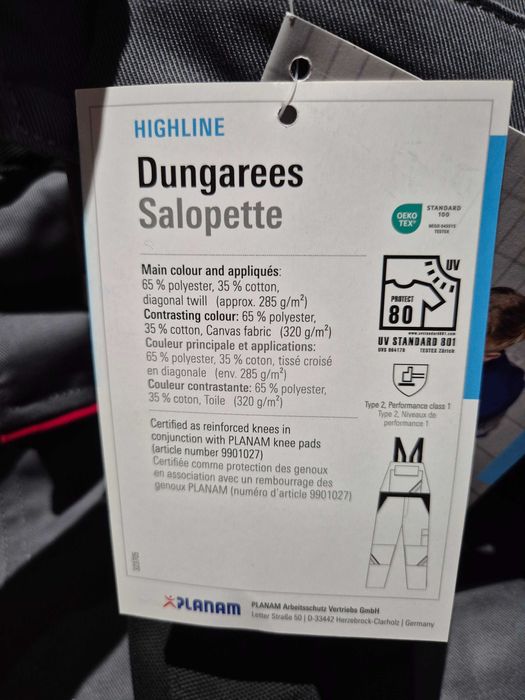 HIGHLINE
Dungarees
Salopette
OEKO
TEX®
STANDARD
100
TESTEX
Main colour and appliqués:
65 % polyester, 35 % cotton,
diagonal twill (approx. 285 g/m²)
Contrasting colour: 65 % polyester,
35 % cotton, Canvas fabric (320 g/m²)
Couleur principale et applications:
65 % polyester, 35 % coton, tissé croisé
en diagonale (env. 285 g/m²)
Couleur contrastante: 65 % polyester,
35 % coton, Toile (320 g/m²)
UV
PROTECT
80
www.uvstandard801.com
UV STANDARD 801
TESTEX Zürich
Type 2, Performance class 1
Type 2, Niveaux de
performance 1
Certified as reinforced knees in
conjunction with PLANAM knee pads
(article number 9901027)
Certifiée comme protection des genoux
en association avec un rembourrage des
genoux PLANAM (numéro d'article 9901027)
PLANAM
PLANAM Arbeitsschutz Vertriebs GmbH
Letter Straße 50 | D-33442 Herzebrock-Clarholz | Germany